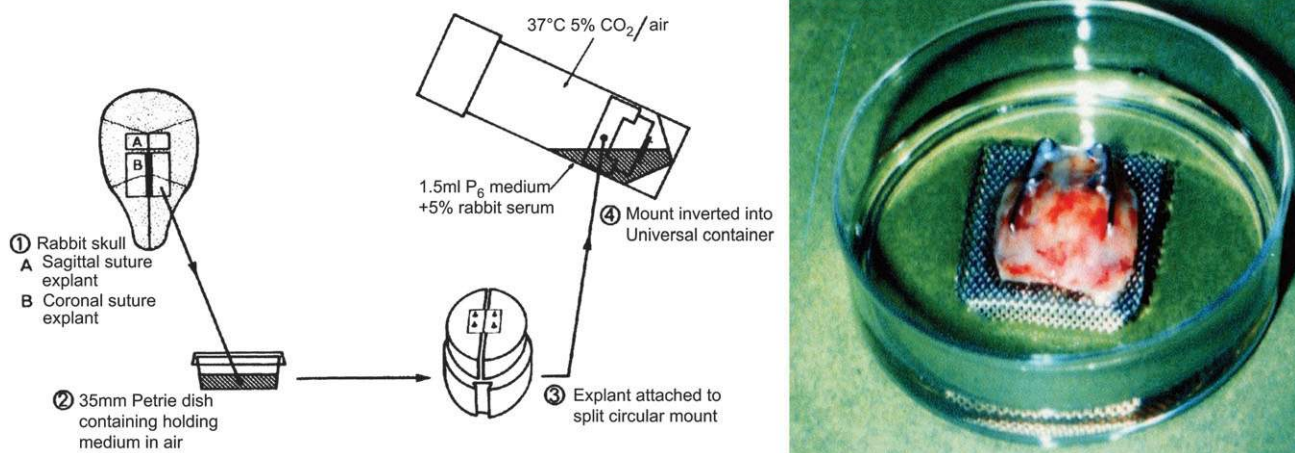 37°C 5% CO₂/air
A
B
① Rabbit skull
A Sagittal suture
explant
B Coronal suture
explant
1.5ml P₆ medium
+5% rabbit serum
④ Mount inverted into
Universal container
② 35mm Petrie dish
containing holding
medium in air
③ Explant attached to
split circular mount